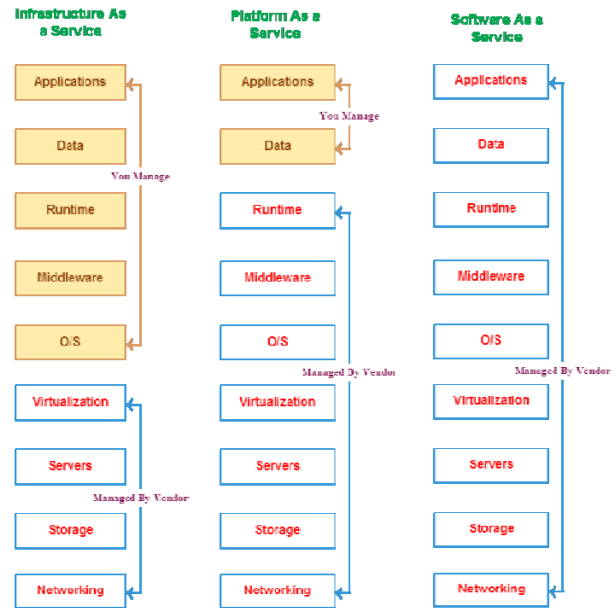 Infrastructure As
a Service
Applications
Data
You Manage
Runtime
Middleware
O/S
Virtualization
Servers
Managed By Vendor
Storage
Networking
Platform As a
Service
Applications
You Manage
Data
Runtime
Middleware
O/S
Managed By Vendor
Virtualization
Servers
Storage
Networking
Software As a
Service
Applications
Data
Runtime
Middleware
O/S
Managed By Vendor
Virtualization
Servers
Storage
Networking